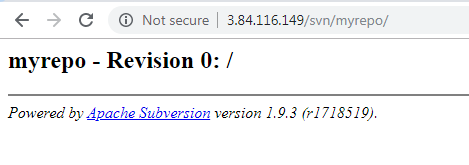 Not secure | 3.84.116.149/svn/myrepo/
myrepo - Revision 0: /
Powered by Apache Subversion version 1.9.3 (r1718519).